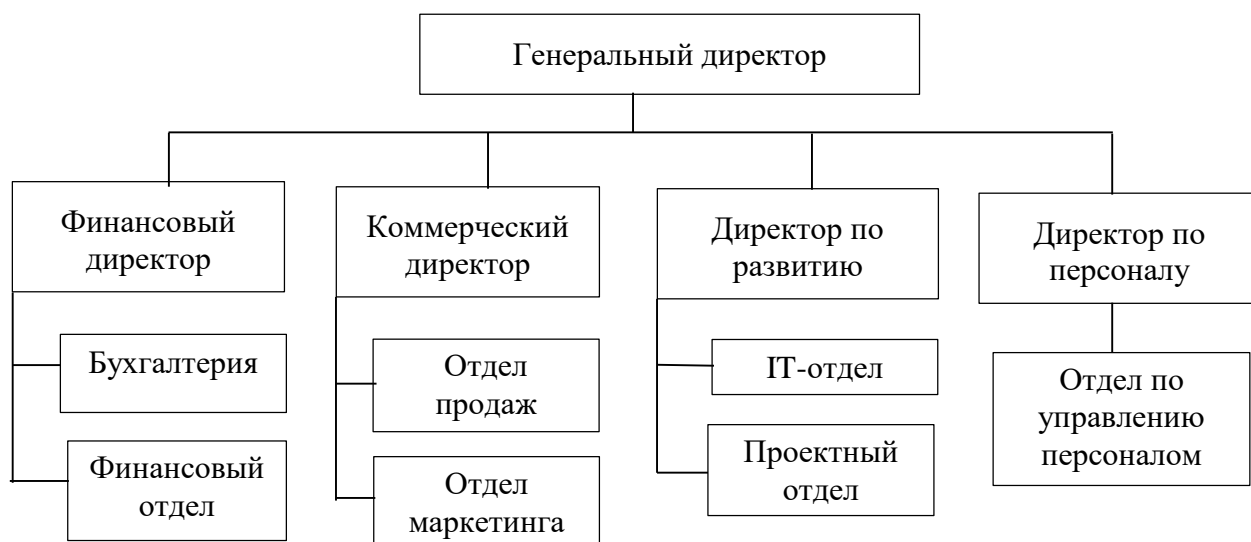 Генеральный директор
Финансовый
директор
Коммерческий
директор
Директор по
развитию
Директор по
персоналу
Бухгалтерия
Финансовый
отдел
Отдел
продаж
Отдел
маркетинга
IT-отдел
Проектный
отдел
Отдел по
управлению
персоналом